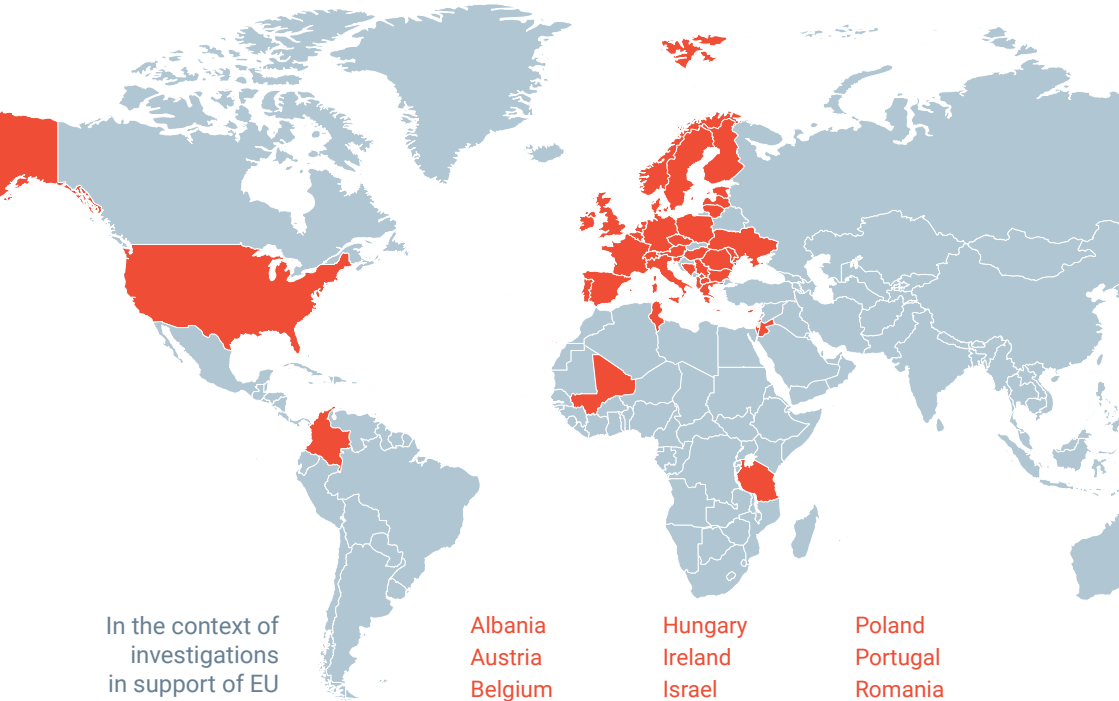 In the context of
investigations
in support of EU
Albania
Austria
Belgium
Hungary
Ireland
Israel
Poland
Portugal
Romania